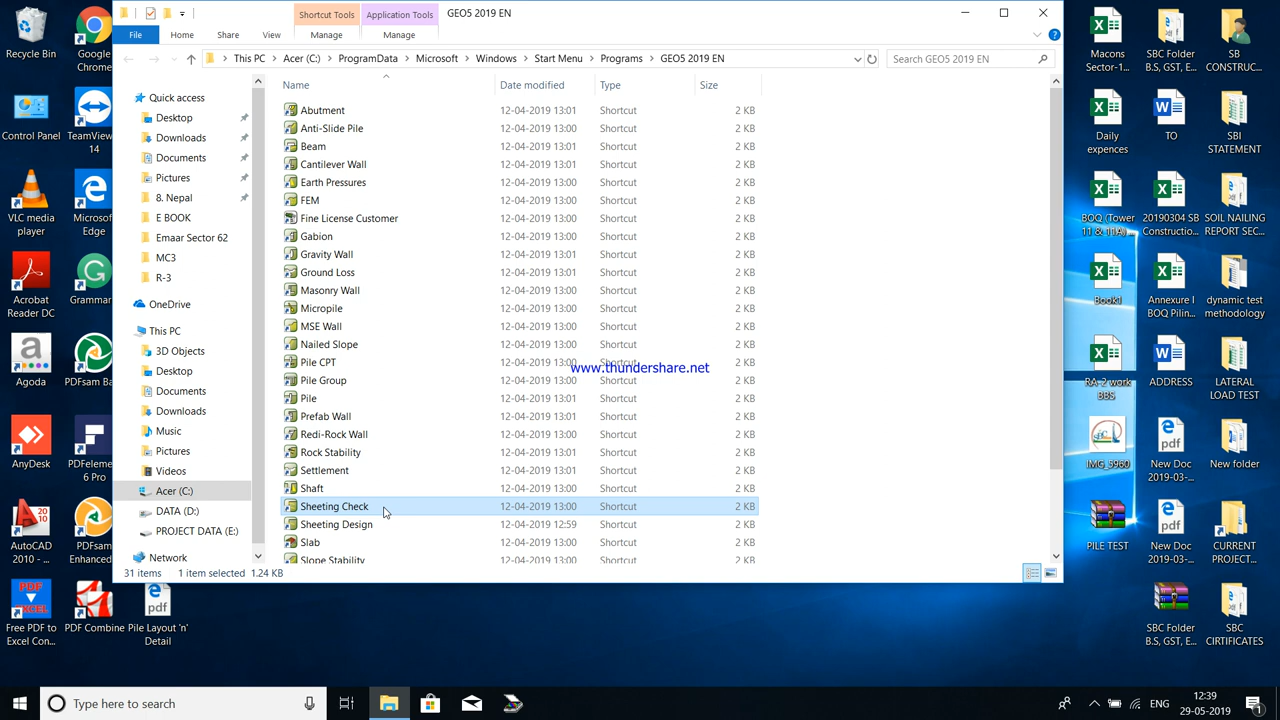 Recycle Bin
Google Chrome
Control Panel
TeamViewer 14
VLC media player
Microsoft Edge
Acrobat Reader DC
Grammar
Agoda
PDFsam Ba
AnyDesk
PDFelement 6 Pro
AutoCAD 2010 - ...
PDFsam Enhanced...
Free PDF to Excel Con...
PDF Combine
Pile Layout 'n' Detail
Shortcut Tools
Application Tools
GEO5 2019 EN
File
Home
Share
View
Manage
Manage
This PC
Acer (C:)
ProgramData
Microsoft
Windows
Start Menu
Programs
GEO5 2019 EN
Search GEO5 2019 EN
Quick access
Desktop
Downloads
Documents
Pictures
8. Nepal
E BOOK
Emaar Sector 62
MC3
R-3
OneDrive
This PC
3D Objects
Desktop
Documents
Downloads
Music
Pictures
Videos
Acer (C:)
DATA (D:)
PROJECT DATA (E:)
Network
Name Date modified Type Size
Abutment 12-04-2019 13:01 Shortcut 2 KB
Anti-Slide Pile 12-04-2019 13:00 Shortcut 2 KB
Beam 12-04-2019 13:01 Shortcut 2 KB
Cantilever Wall 12-04-2019 13:01 Shortcut 2 KB
Earth Pressures 12-04-2019 13:00 Shortcut 2 KB
FEM 12-04-2019 13:00 Shortcut 2 KB
Fine License Customer 12-04-2019 13:00 Shortcut 2 KB
Gabion 12-04-2019 13:01 Shortcut 2 KB
Gravity Wall 12-04-2019 13:01 Shortcut 2 KB
Ground Loss 12-04-2019 13:00 Shortcut 2 KB
Masonry Wall 12-04-2019 13:01 Shortcut 2 KB
Micropile 12-04-2019 13:00 Shortcut 2 KB
MSE Wall 12-04-2019 13:01 Shortcut 2 KB
Nailed Slope 12-04-2019 13:00 Shortcut 2 KB
Pile CPT 12-04-2019 13:00 Shortcut 2 KB
www.thundershare.net
Pile Group 12-04-2019 13:01 Shortcut 2 KB
Pile 12-04-2019 13:01 Shortcut 2 KB
Prefab Wall 12-04-2019 13:01 Shortcut 2 KB
Redi-Rock Wall 12-04-2019 13:00 Shortcut 2 KB
Rock Stability 12-04-2019 13:01 Shortcut 2 KB
Settlement 12-04-2019 13:01 Shortcut 2 KB
Shaft 12-04-2019 13:00 Shortcut 2 KB
Sheeting Check 12-04-2019 13:00 Shortcut 2 KB
Sheeting Design 12-04-2019 12:59 Shortcut 2 KB
Slab 12-04-2019 13:00 Shortcut 2 KB
Slope Stability 12-04-2019 13:00 Shortcut 2 KB
31 items
1 item selected 1.24 KB
Macons Sector-1...
SBC Folder B.S, GST, E...
SB CONSTRUC...
Daily expences
TO
SBI STATEMENT
BOQ (Tower 11 & 11A)...
20190304 SB Constructio...
SOIL NAILING REPORT SEC...
Book1
Annexure I BOQ Pilin...
dynamic test methodology
RA-2 work BBS
ADDRESS
LATERAL LOAD TEST
IMG_3960
New Doc 2019-03-...
New folder
PILE TEST
New Doc 2019-03-...
CURRENT PROJECT...
SBC Folder B.S, GST, E...
SBC CIRTIFICATES
Type here to search
ENG
12:39
29-05-2019
1